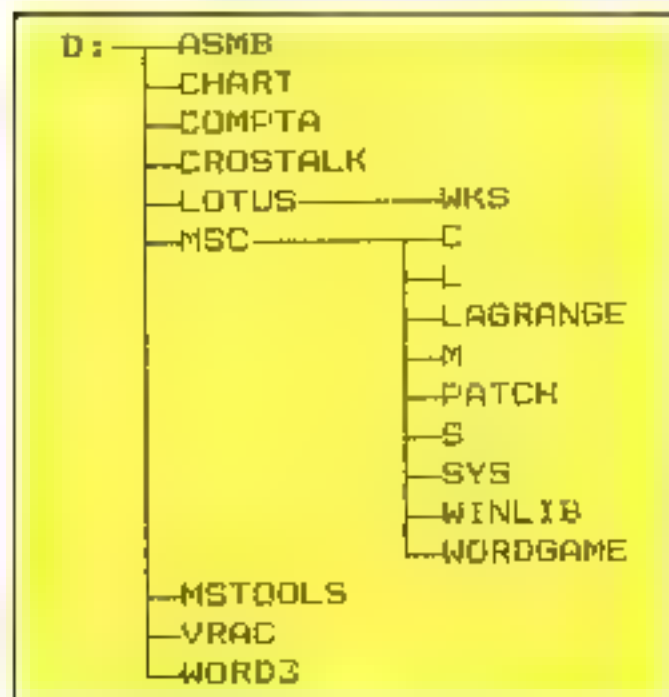 D: ASMB
CHART
COMPTA
CROSTALK
LOTUS WKS
MSC C
L
LAGRANGE
M
PATCH
S
SYS
WINLIB
WORDGAME
MSTOOLS
VRAC
WORD3